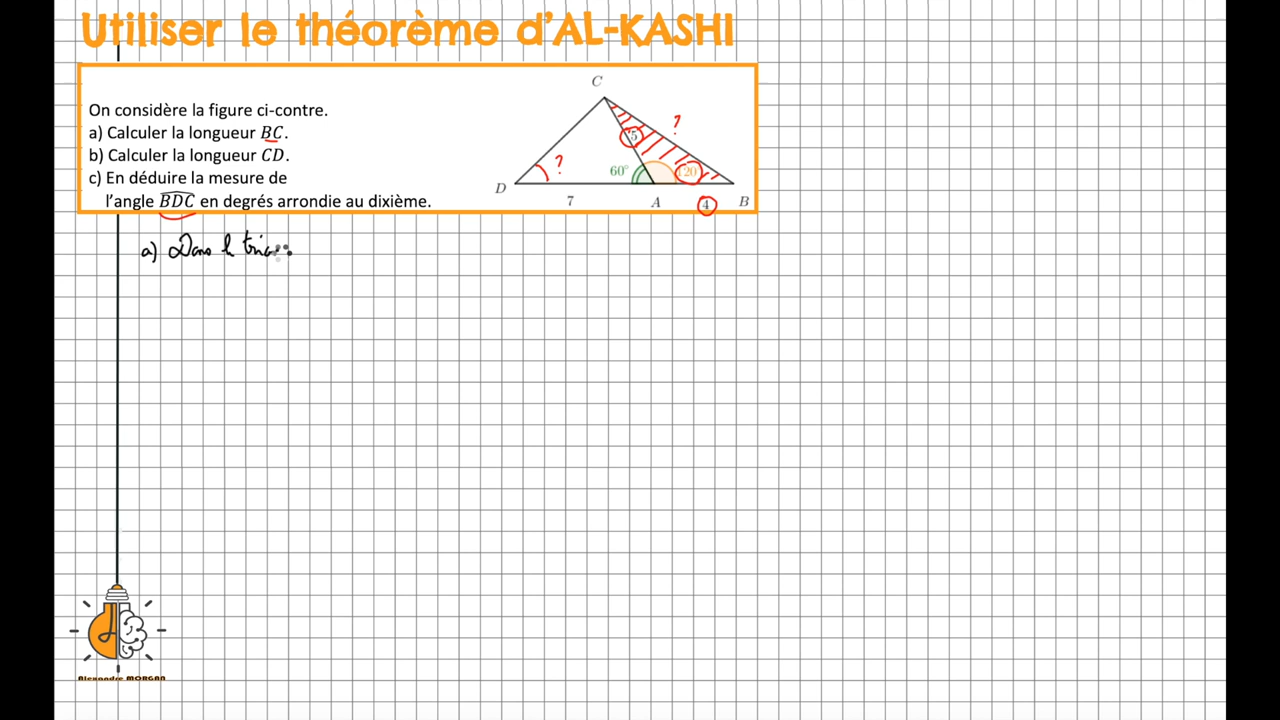 Utiliser le théorème d'AL-KASHI
On considère la figure ci-contre.
a) Calculer la longueur BC.
b) Calculer la longueur CD.
c) En déduire la mesure de
l'angle BDC en degrés arrondie au dixième.
C
?
5
?
60°
120
D
7
A
4
B
a) Dans le
Alexandre MORGAN